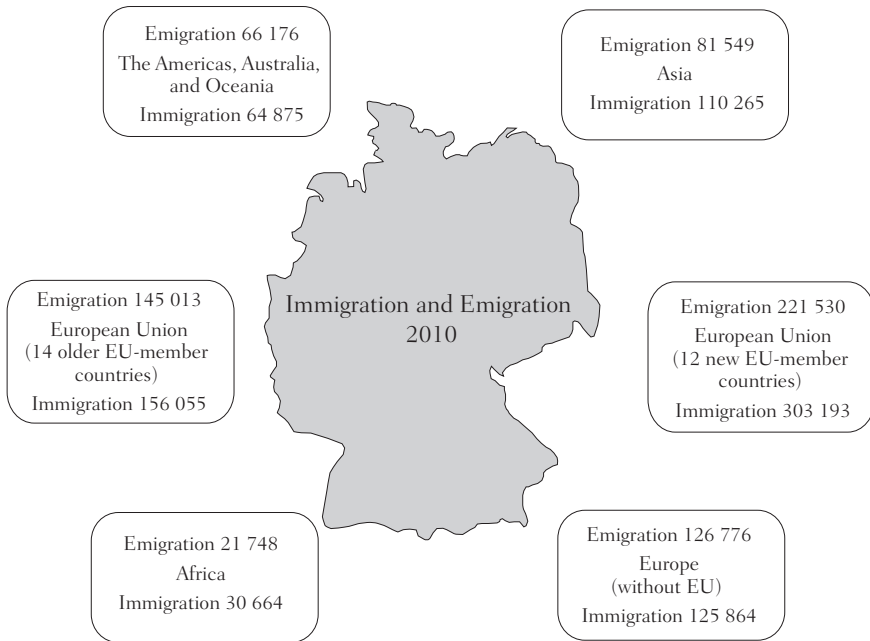 Emigration 66 176
The Americas, Australia,
and Oceania
Immigration 64 875
Emigration 81 549
Asia
Immigration 110 265
Emigration 145 013
European Union
(14 older EU-member
countries)
Immigration 156 055
Immigration and Emigration
2010
Emigration 221 530
European Union
(12 new EU-member
countries)
Immigration 303 193
Emigration 21 748
Africa
Immigration 30 664
Emigration 126 776
Europe
(without EU)
Immigration 125 864